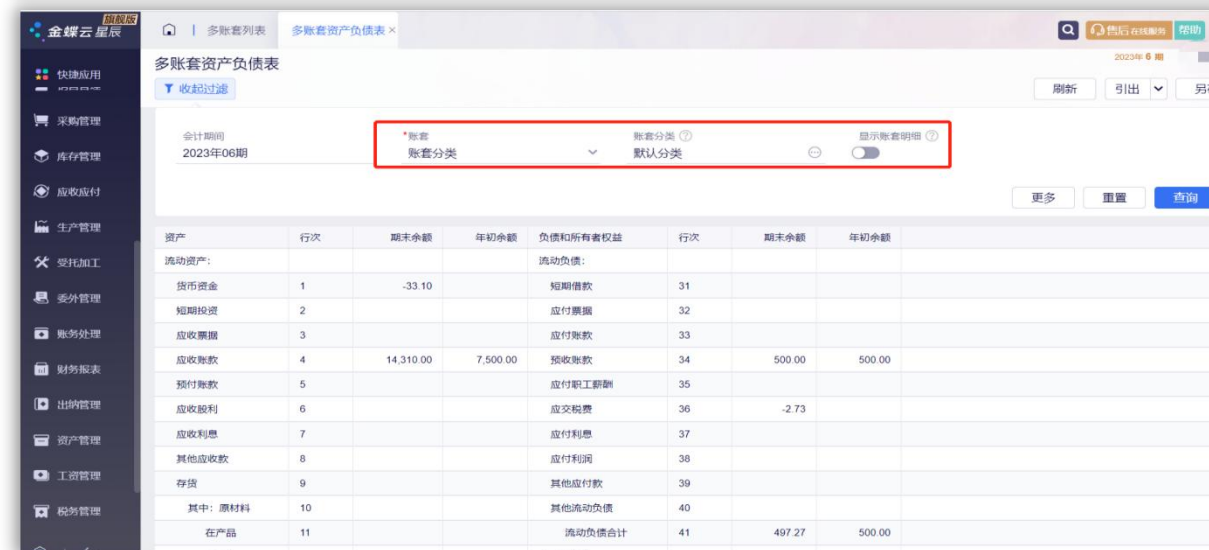 金蝶云 星辰 旗舰版
多账套列表 多账套资产负债表 ×
售后在线服务 帮助
2023年 6 期
多账套资产负债表
收起过滤
刷新 引出
会计期间 *账套 账套分类 显示账套明细
2023年06期 账套分类 默认分类
更多 重置 查询
快捷应用
采购管理
库存管理
应收应付
生产管理
受托加工
委外管理
账务处理
财务报表
出纳管理
资产管理
工资管理
税务管理
资产 行次 期末余额 年初余额 负债和所有者权益 行次 期末余额 年初余额
流动资产: 流动负债:
货币资金 1 -33.10 短期借款 31
短期投资 2 应付票据 32
应收票据 3 应付账款 33
应收账款 4 14,310.00 7,500.00 预收账款 34 500.00 500.00
预付账款 5 应付职工薪酬 35
应收股利 6 应交税费 36 -2.73
应收利息 7 应付利息 37
其他应收款 8 应付利润 38
存货 9 其他应付款 39
其中: 原材料 10 其他流动负债 40
在产品 11 流动负债合计 41 497.27 500.00